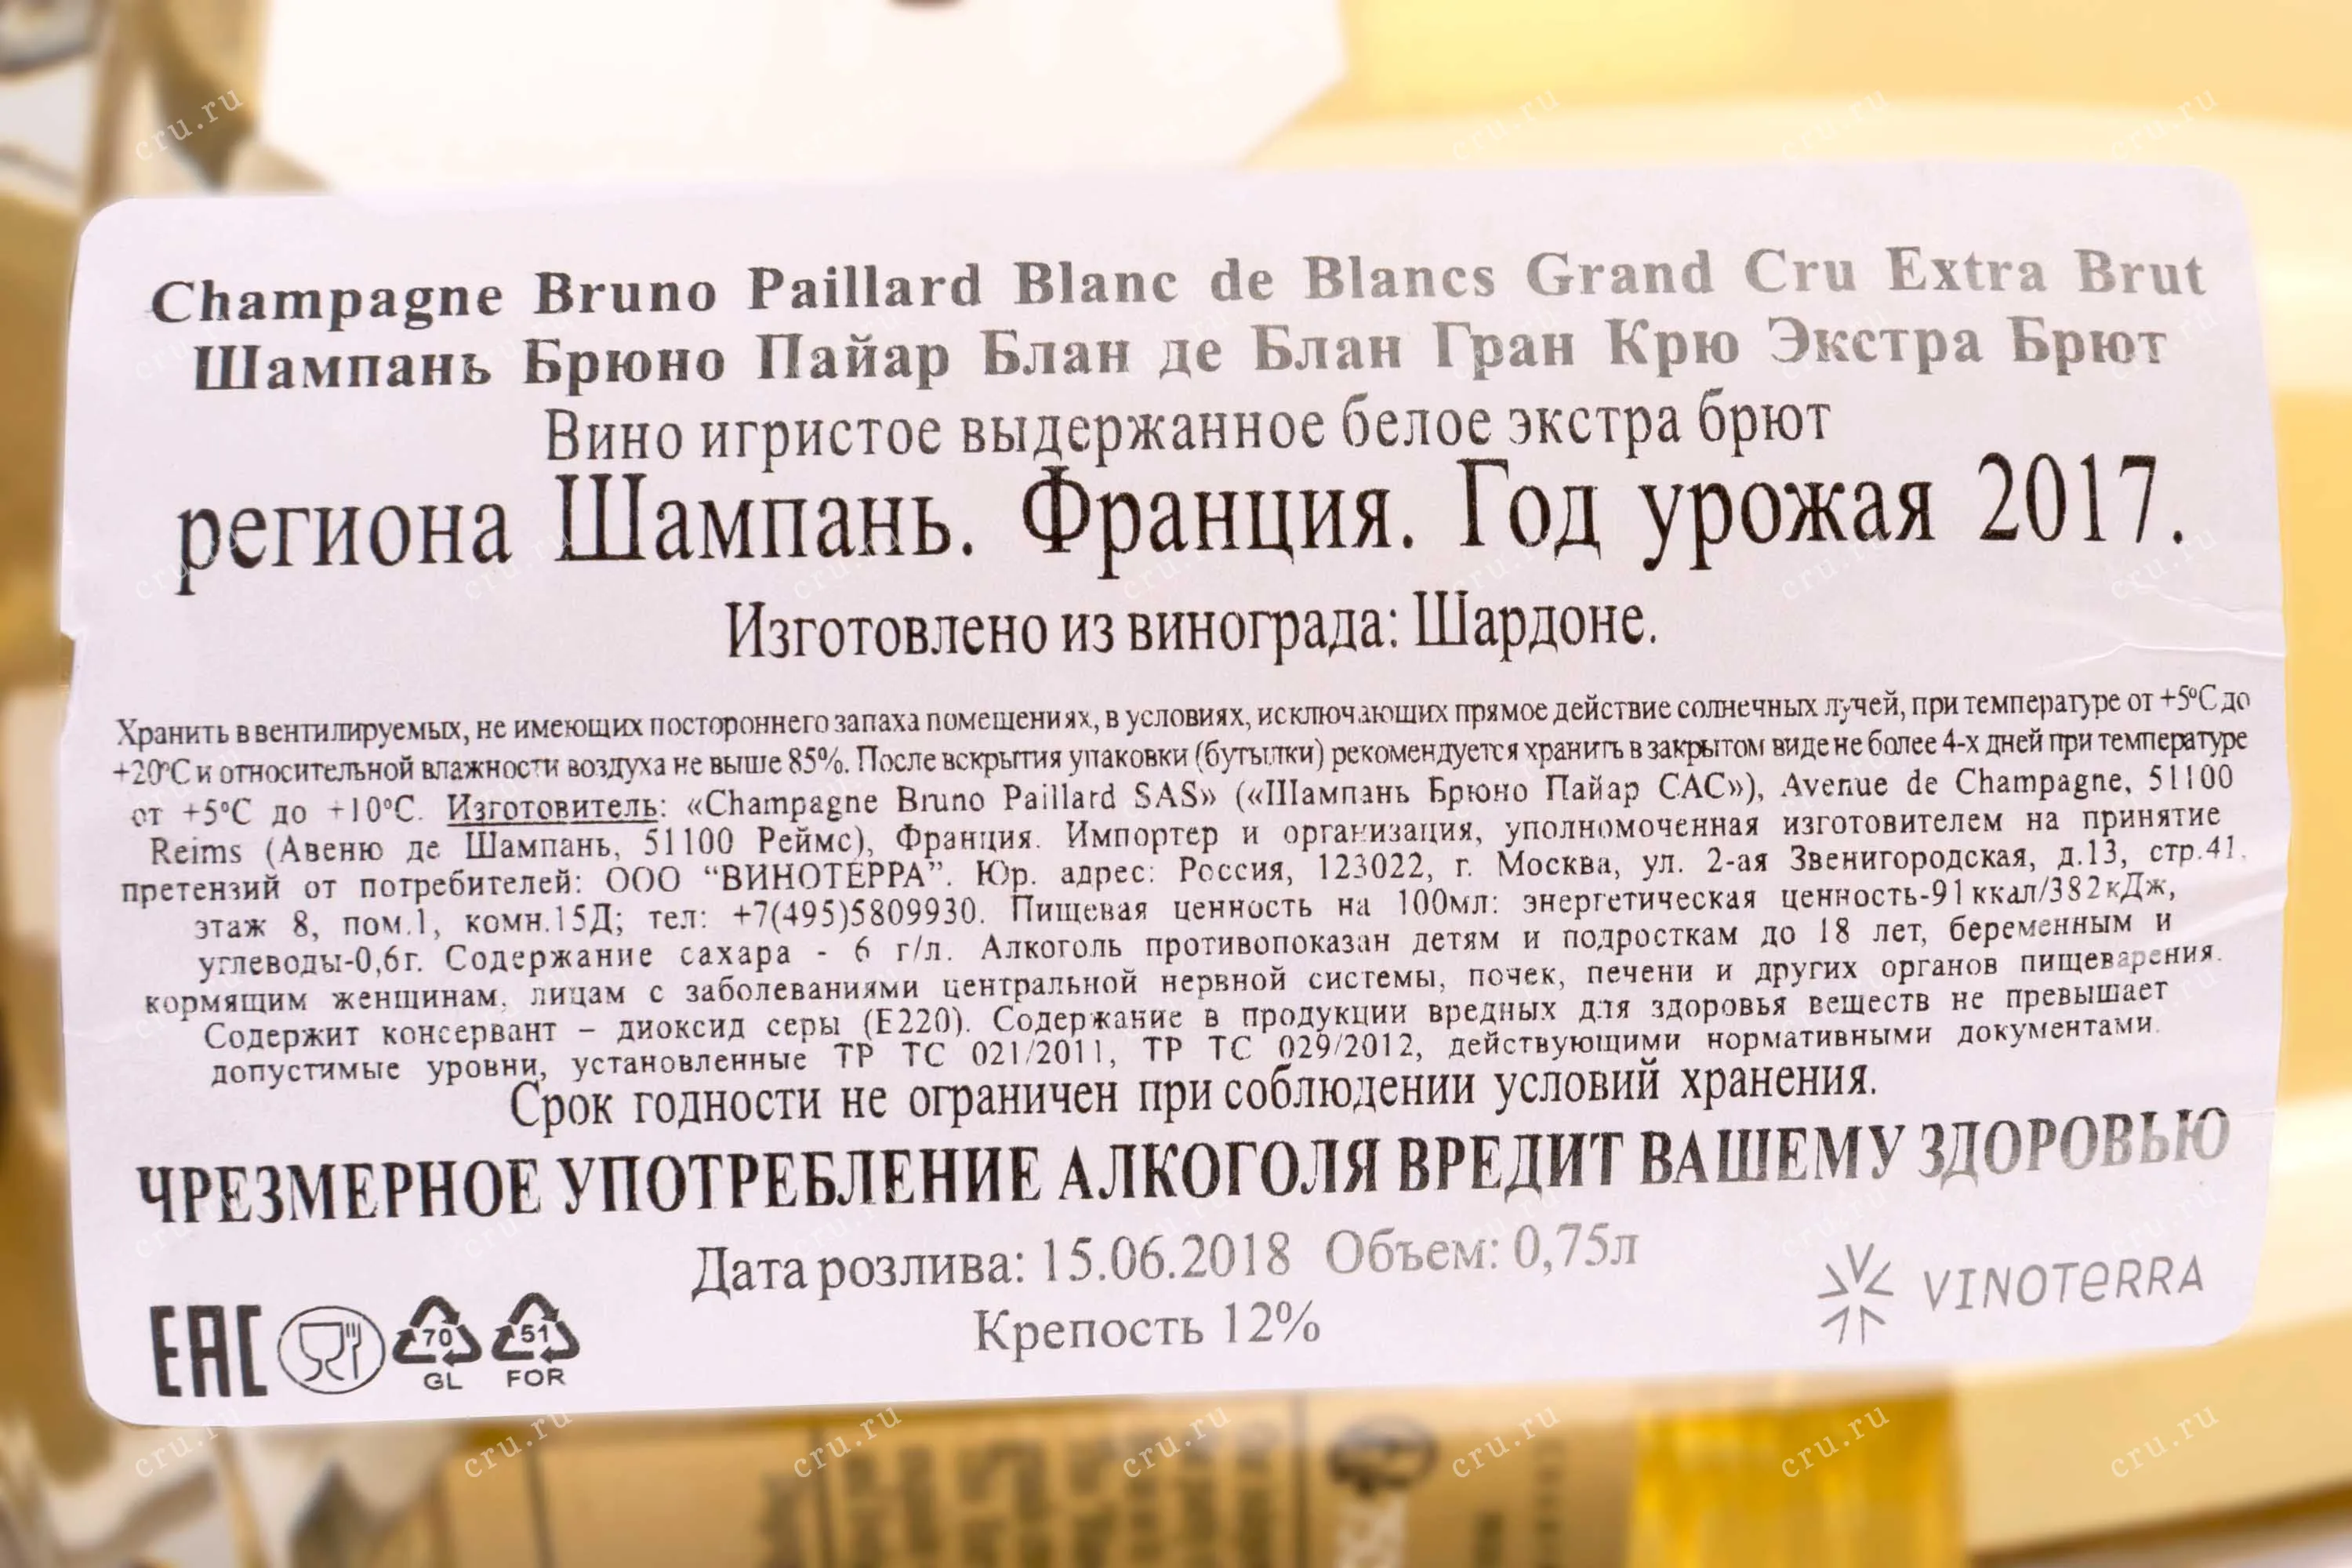 Champagne Bruno Paillard Blanc de Blancs Grand Cru Extra Brut
Шампань Брюно Пайар Блан де Блан Гран Крю Экстра Брют
Вино игристое выдержанное белое экстра брют
региона Шампань. Франция. Год урожая 2017.
Изготовлено из винограда: Шардоне.
Хранить в вентилируемых, не имеющих постороннего запаха помещениях, в условиях, исключающих прямое действие солнечных лучей, при температуре от +5°C до
+20°C и относительной влажности воздуха не выше 85%. После вскрытия упаковки (бутылки) рекомендуется хранить в закрытом виде не более 4-х дней при температуре
от +5°C до +10°C. Изготовитель: «Champagne Bruno Paillard SAS» («Шампань Брюно Пайар САС»), Avenue de Champagne, 51100
Reims (Авеню де Шампань, 51100 Реймс), Франция. Импортер и организация, уполномоченная изготовителем на принятие
претензий от потребителей: ООО “ВИНОТЕРРА”. Юр. адрес: Россия, 123022, г. Москва, ул. 2-ая Звенигородская, д.13, стр.41,
этаж 8, пом.1, комн.15Д; тел: +7(495)5809930. Пищевая ценность на 100мл: энергетическая ценность-91ккал/382кДж,
углеводы-0,6г. Содержание сахара - 6 г/л. Алкоголь противопоказан детям и подросткам до 18 лет, беременным и
кормящим женщинам, лицам с заболеваниями центральной нервной системы, почек, печени и других органов пищеварения.
Содержит консервант – диоксид серы (E220). Содержание в продукции вредных для здоровья веществ не превышает
допустимые уровни, установленные ТР ТС 021/2011, ТР ТС 029/2012, действующими нормативными документами.
Срок годности не ограничен при соблюдении условий хранения.
ЧРЕЗМЕРНОЕ УПОТРЕБЛЕНИЕ АЛКОГОЛЯ ВРЕДИТ ВАШЕМУ ЗДОРОВЬЮ
Дата розлива: 15.06.2018 Объем: 0,75л
Крепость 12%
EAC 70 GL 51 FOR
VINOTeRRA
cru.ru